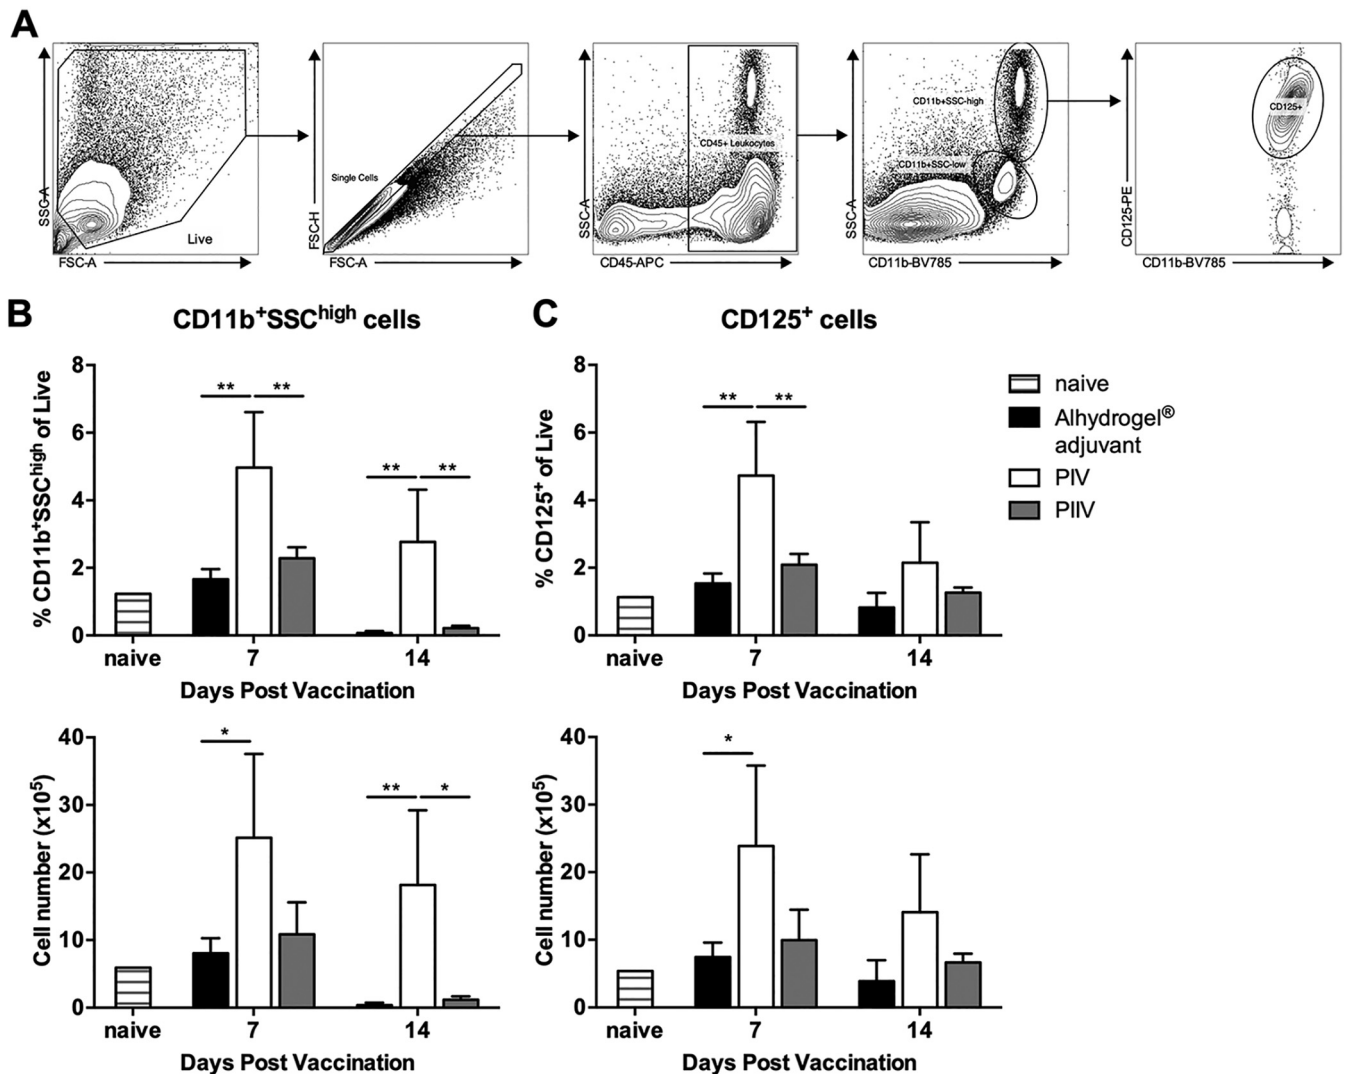 A
SSC-A
FSC-A
Live
FSC-H
FSC-A
Single Cells
SSC-A
CD45-APC
CD45+ Leukocytes
SSC-A
CD11b-BV785
CD11b+SSC-high
CD11b+SSC-low
CD125-PE
CD11b-BV785
CD125+
B
CD11b+SSChigh cells
% CD11b+SSChigh of Live
8
6
4
2
0
** **
** **
naive 7 14
Days Post Vaccination
Cell number (x10⁵)
40
30
20
10
0
*
** *
naive 7 14
Days Post Vaccination
C
CD125+ cells
% CD125+ of Live
8
6
4
2
0
** **
naive 7 14
Days Post Vaccination
Cell number (x10⁵)
40
30
20
10
0
*
naive 7 14
Days Post Vaccination
naive
Alhydrogel®
adjuvant
PIV
PIIV